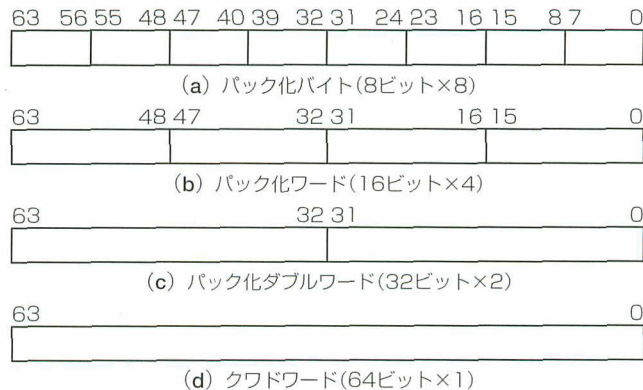 63 56 55 48 47 40 39 32 31 24 23 16 15 8 7 0
(a) パック化バイト(8ビット×8)
63 48 47 32 31 16 15 0
(b) パック化ワード(16ビット×4)
63 32 31 0
(c) パック化ダブルワード(32ビット×2)
63 0
(d) クワドワード(64ビット×1)